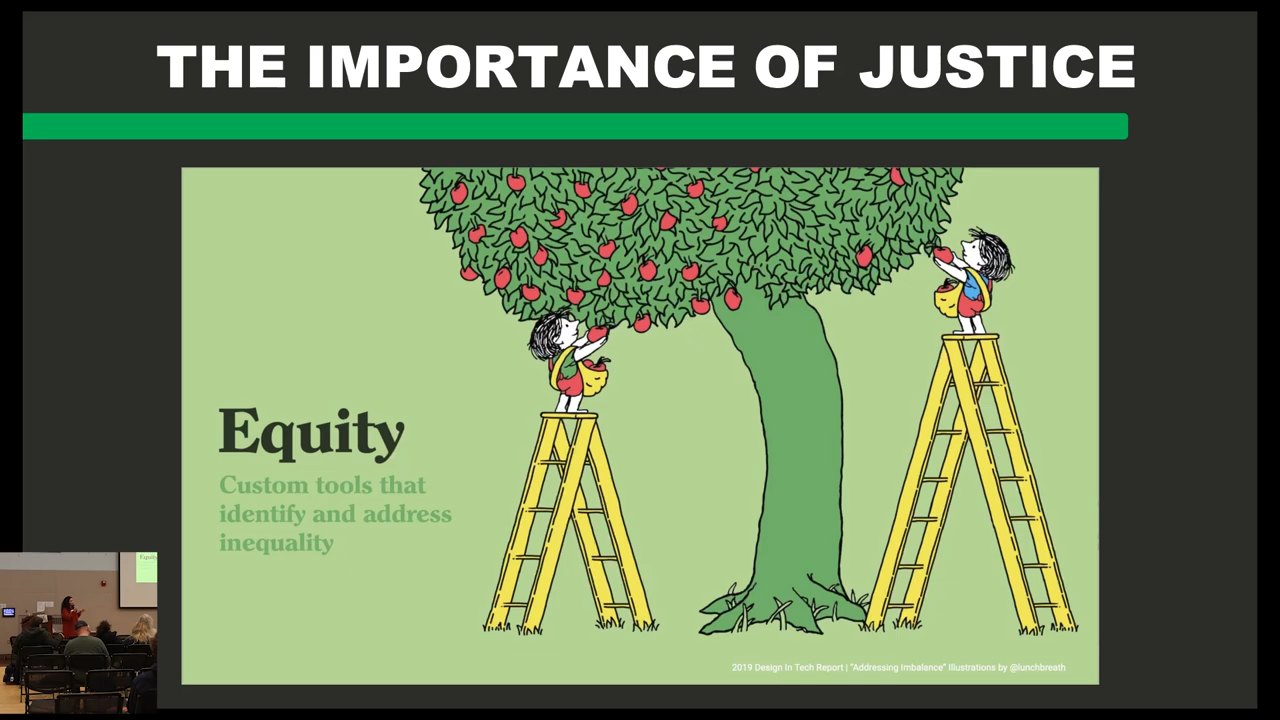 THE IMPORTANCE OF JUSTICE
Equity
Custom tools that
identify and address
inequality
2019 Design In Tech Report | "Addressing Imbalance" Illustrations by @lunchbreath
Equity